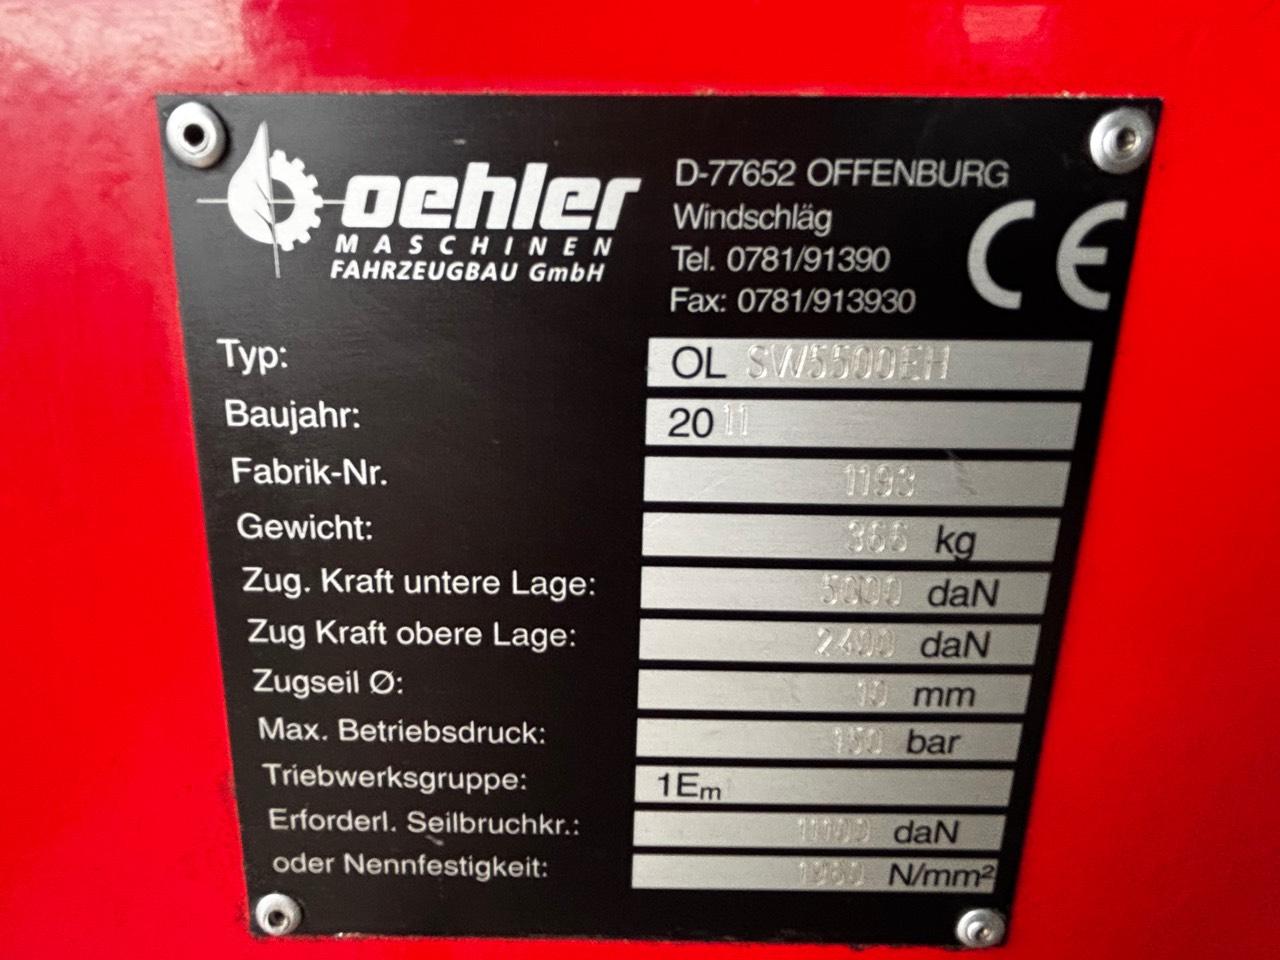 oehler
MASCHINEN
FAHRZEUGBAU GmbH
D-77652 OFFENBURG
Windschläg
Tel. 0781/91390
Fax: 0781/913930
CE
Typ: OL SW5500EH
Baujahr: 2011
Fabrik-Nr. 1193
Gewicht: 366 kg
Zug. Kraft untere Lage: 5000 daN
Zug Kraft obere Lage: 2400 daN
Zugseil Ø: 10 mm
Max. Betriebsdruck: 150 bar
Triebwerksgruppe: 1Em
Erforderl. Seilbruchkr.: daN
oder Nennfestigkeit: 1960 N/mm²